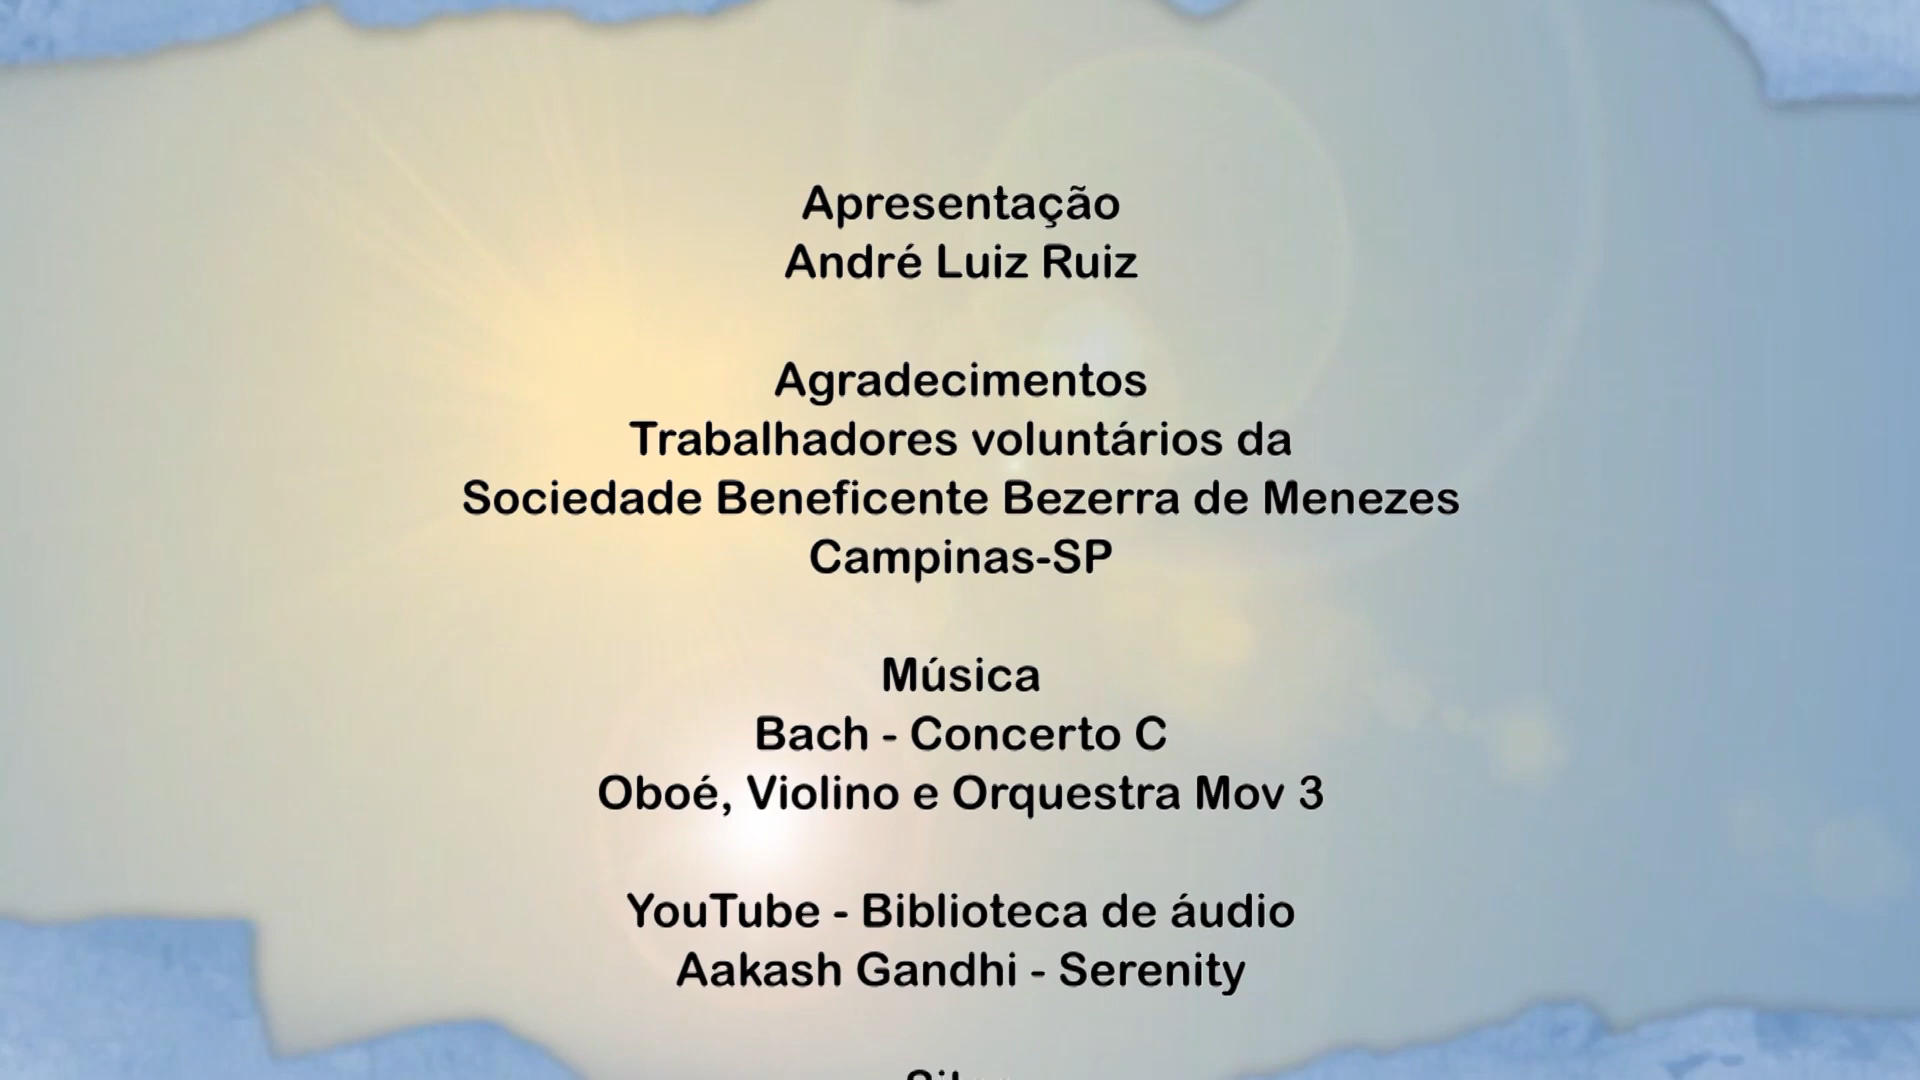 Apresentação
André Luiz Ruiz
Agradecimentos
Trabalhadores voluntários da
Sociedade Beneficente Bezerra de Menezes
Campinas-SP
Música
Bach - Concerto C
Oboé, Violino e Orquestra Mov 3
YouTube - Biblioteca de áudio
Aakash Gandhi - Serenity